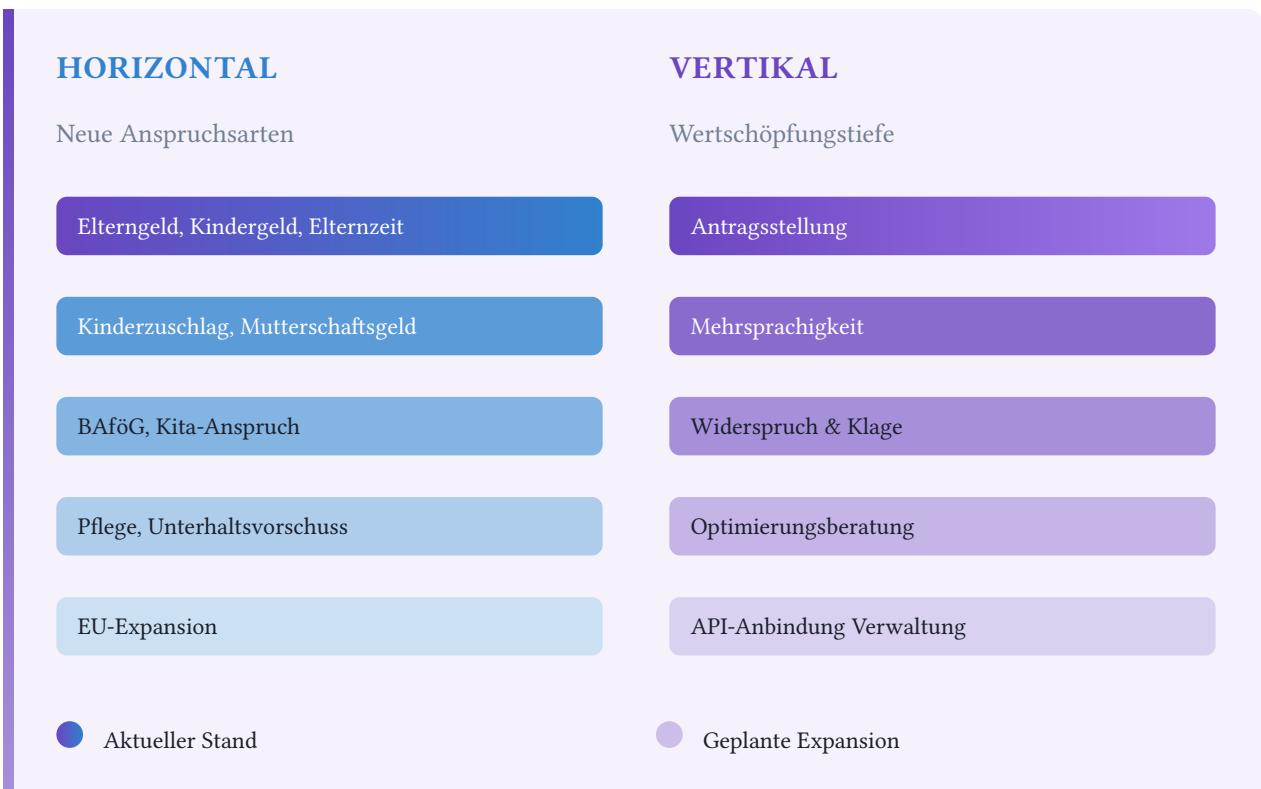 HORIZONTAL
Neue Anspruchsarten
Elterngeld, Kindergeld, Elternzeit
Kinderzuschlag, Mutterschaftsgeld
BAföG, Kita-Anspruch
Pflege, Unterhaltsvorschuss
EU-Expansion
Aktueller Stand
VERTIKAL
Wertschöpfungstiefe
Antragsstellung
Mehrsprachigkeit
Widerspruch & Klage
Optimierungsberatung
API-Anbindung Verwaltung
Geplante Expansion